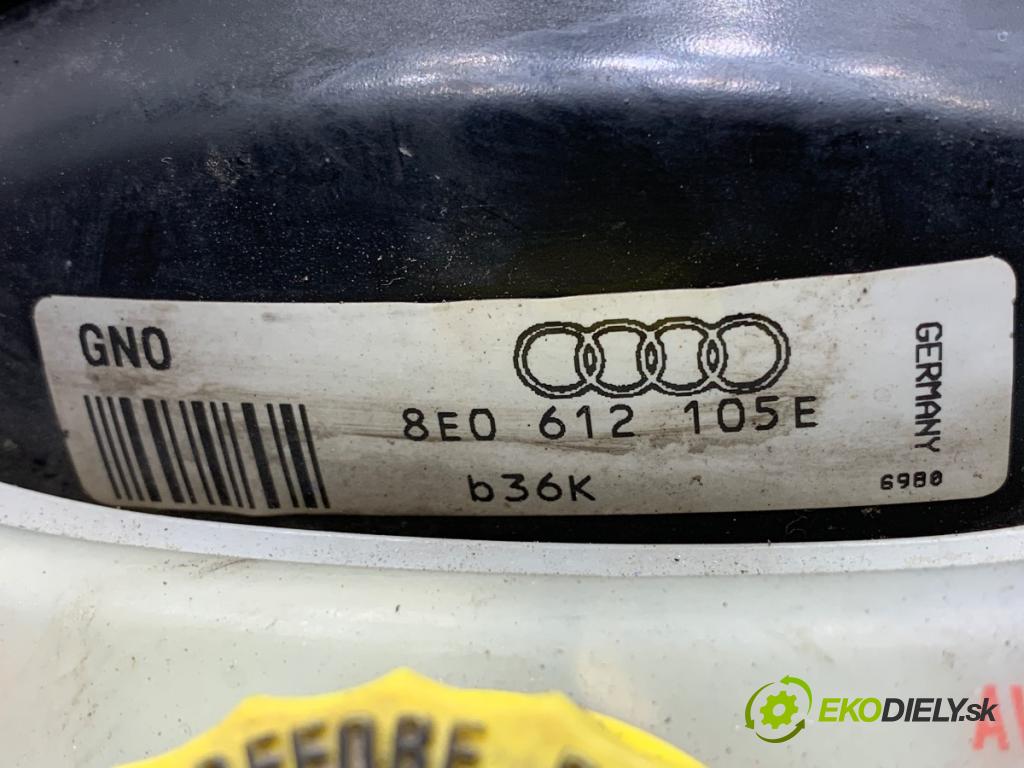 GNO
8E0 612 105E
b36K
GERMANY
6980
EKODIELY.sk